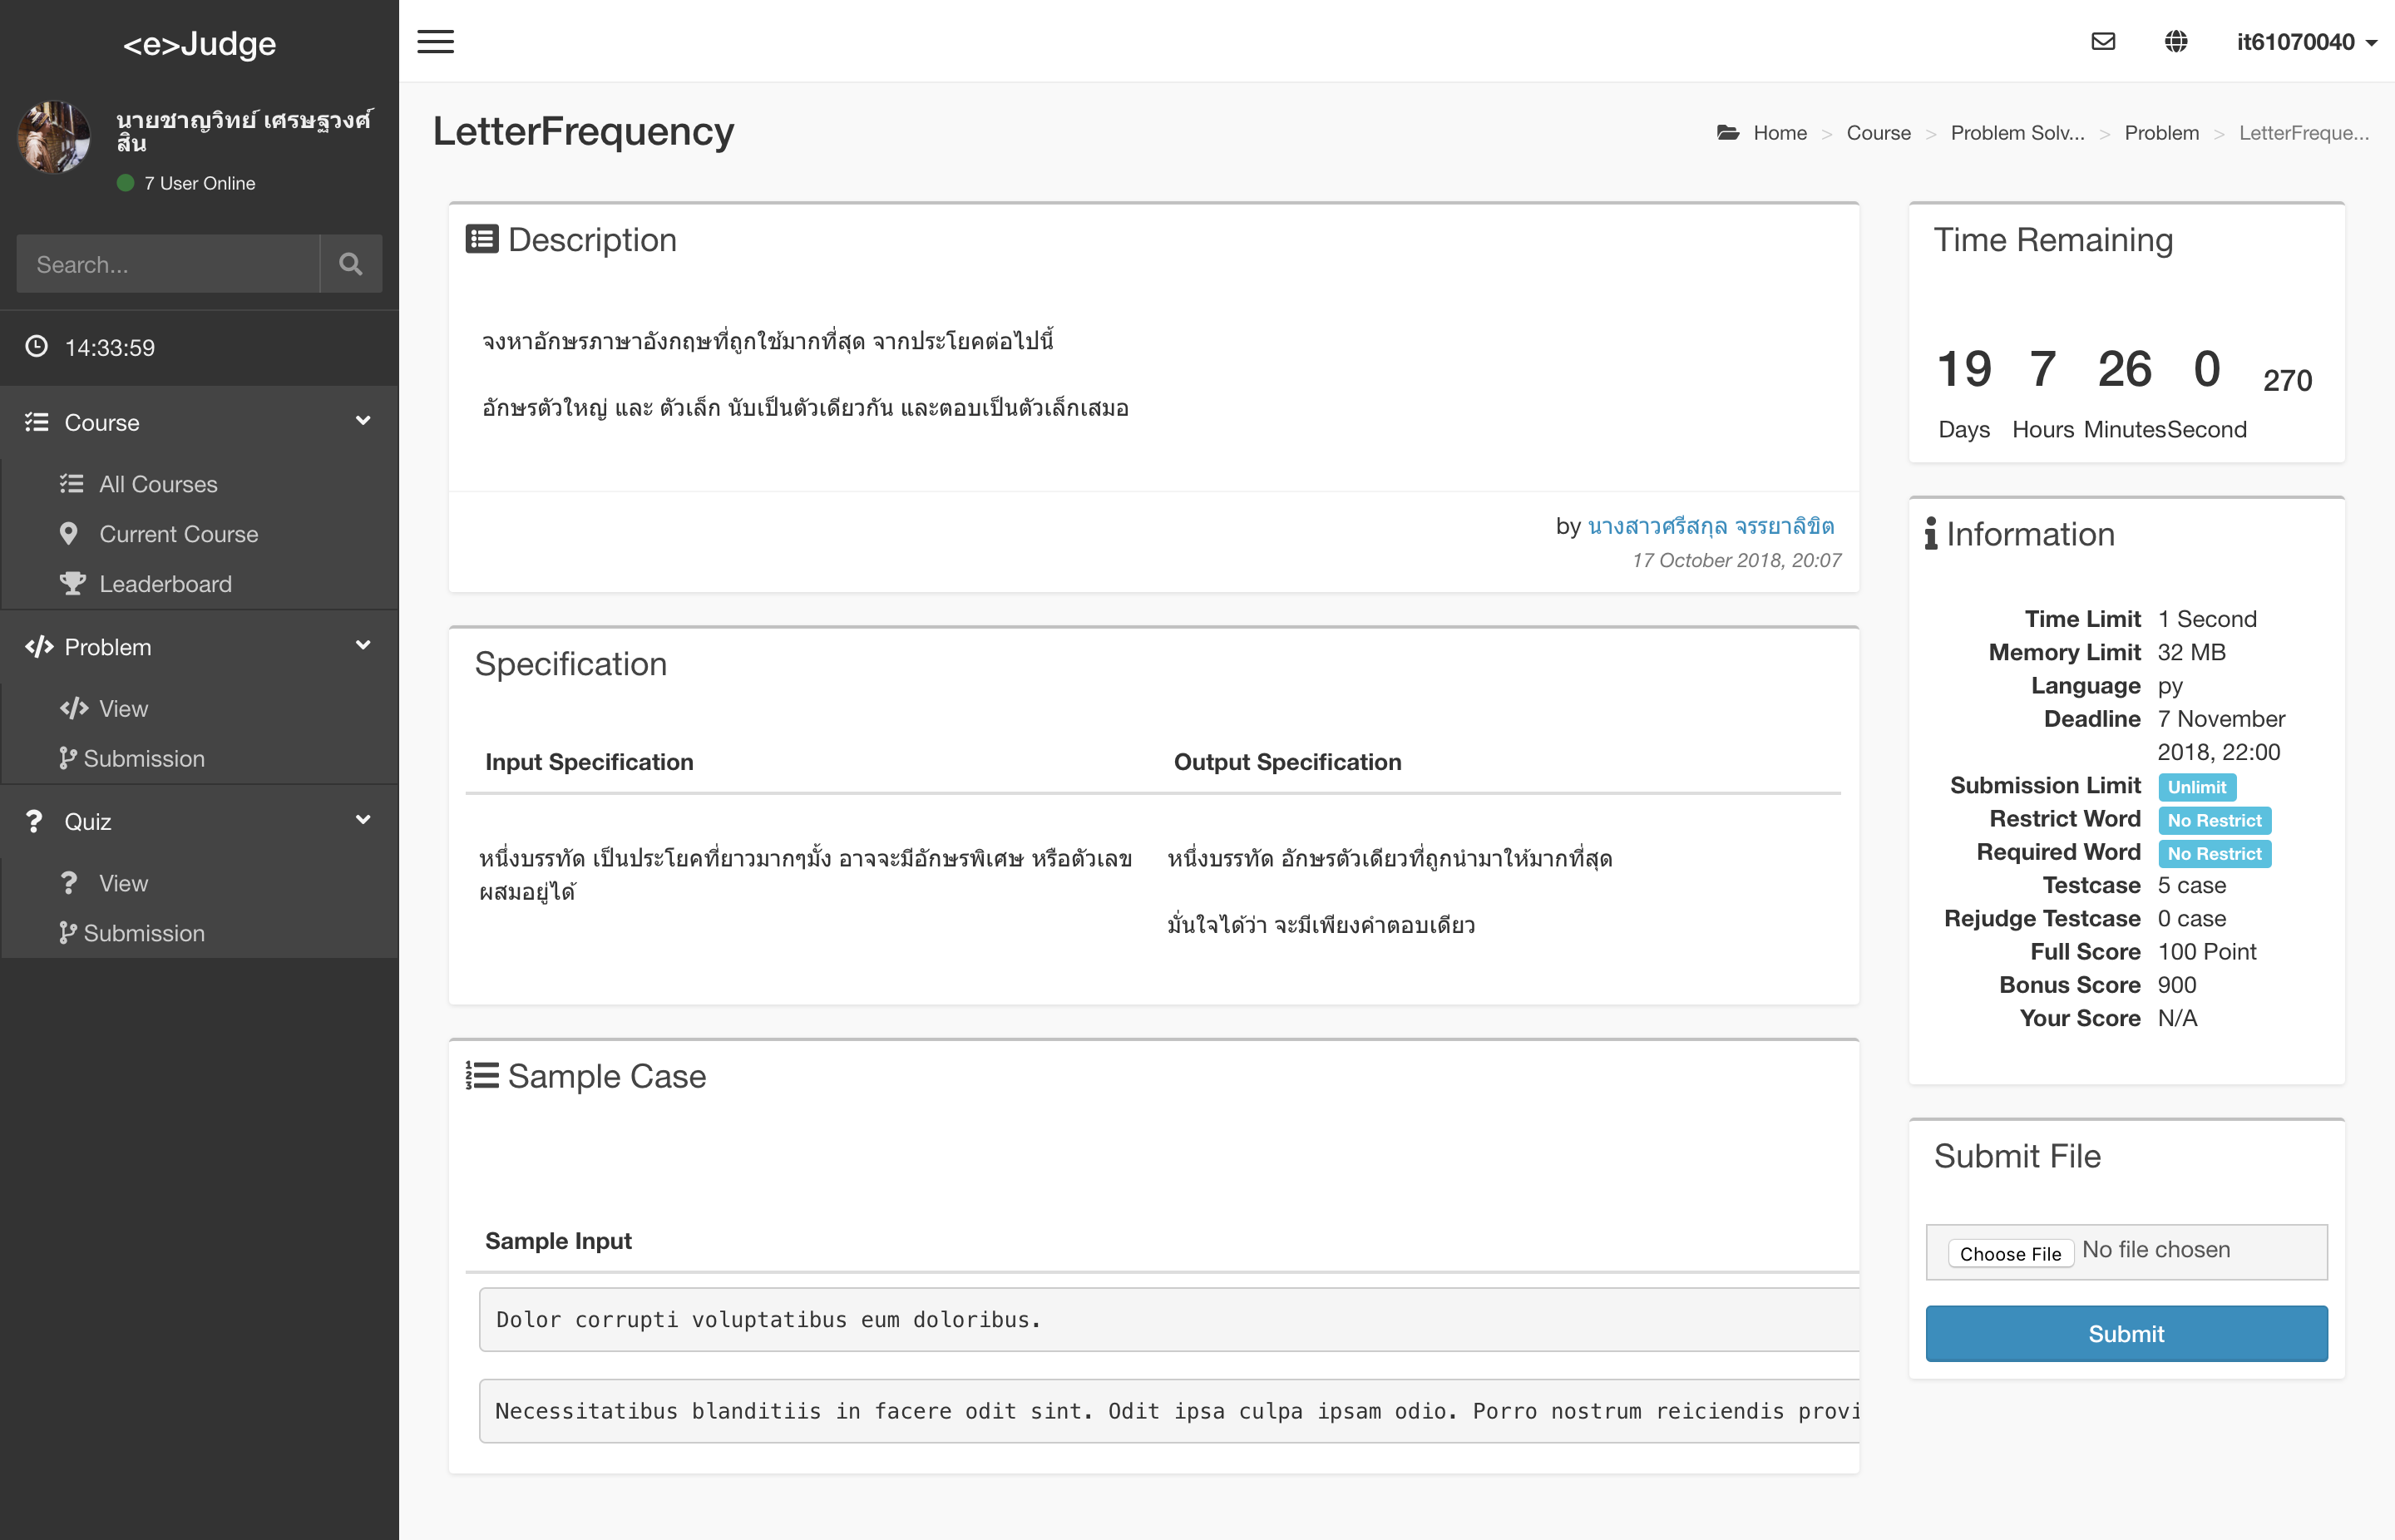 <e>Judge
นายชาญวิทย์ เศรษฐวงศ์
สิน
7 User Online
Search...
14:33:59
Course
All Courses
Current Course
Leaderboard
Problem
View
Submission
Quiz
View
Submission
it61070040
LetterFrequency
Home > Course > Problem Solv... > Problem > LetterFreque...
Description
จงหาอักษรภาษาอังกฤษที่ถูกใช้มากที่สุด จากประโยคต่อไปนี้
อักษรตัวใหญ่ และ ตัวเล็ก นับเป็นตัวเดียวกัน และตอบเป็นตัวเล็กเสมอ
by นางสาวศรีสกุล จรรยาลิขิต
17 October 2018, 20:07
Specification
Input Specification
Output Specification
หนึ่งบรรทัด เป็นประโยคที่ยาวมากๆมั้ง อาจจะมีอักษรพิเศษ หรือตัวเลข
ผสมอยู่ได้
หนึ่งบรรทัด อักษรตัวเดียวที่ถูกนำมาให้มากที่สุด
มั่นใจได้ว่า จะมีเพียงคำตอบเดียว
Sample Case
Sample Input
Dolor corrupti voluptatibus eum doloribus.
Necessitatibus blanditiis in facere odit sint. Odit ipsa culpa ipsam odio. Porro nostrum reiciendis provi
Time Remaining
19 7 26 0 270
Days Hours Minutes Second
Information
Time Limit 1 Second
Memory Limit 32 MB
Language py
Deadline 7 November
2018, 22:00
Submission Limit Unlimit
Restrict Word No Restrict
Required Word No Restrict
Testcase 5 case
Rejudge Testcase 0 case
Full Score 100 Point
Bonus Score 900
Your Score N/A
Submit File
Choose File No file chosen
Submit